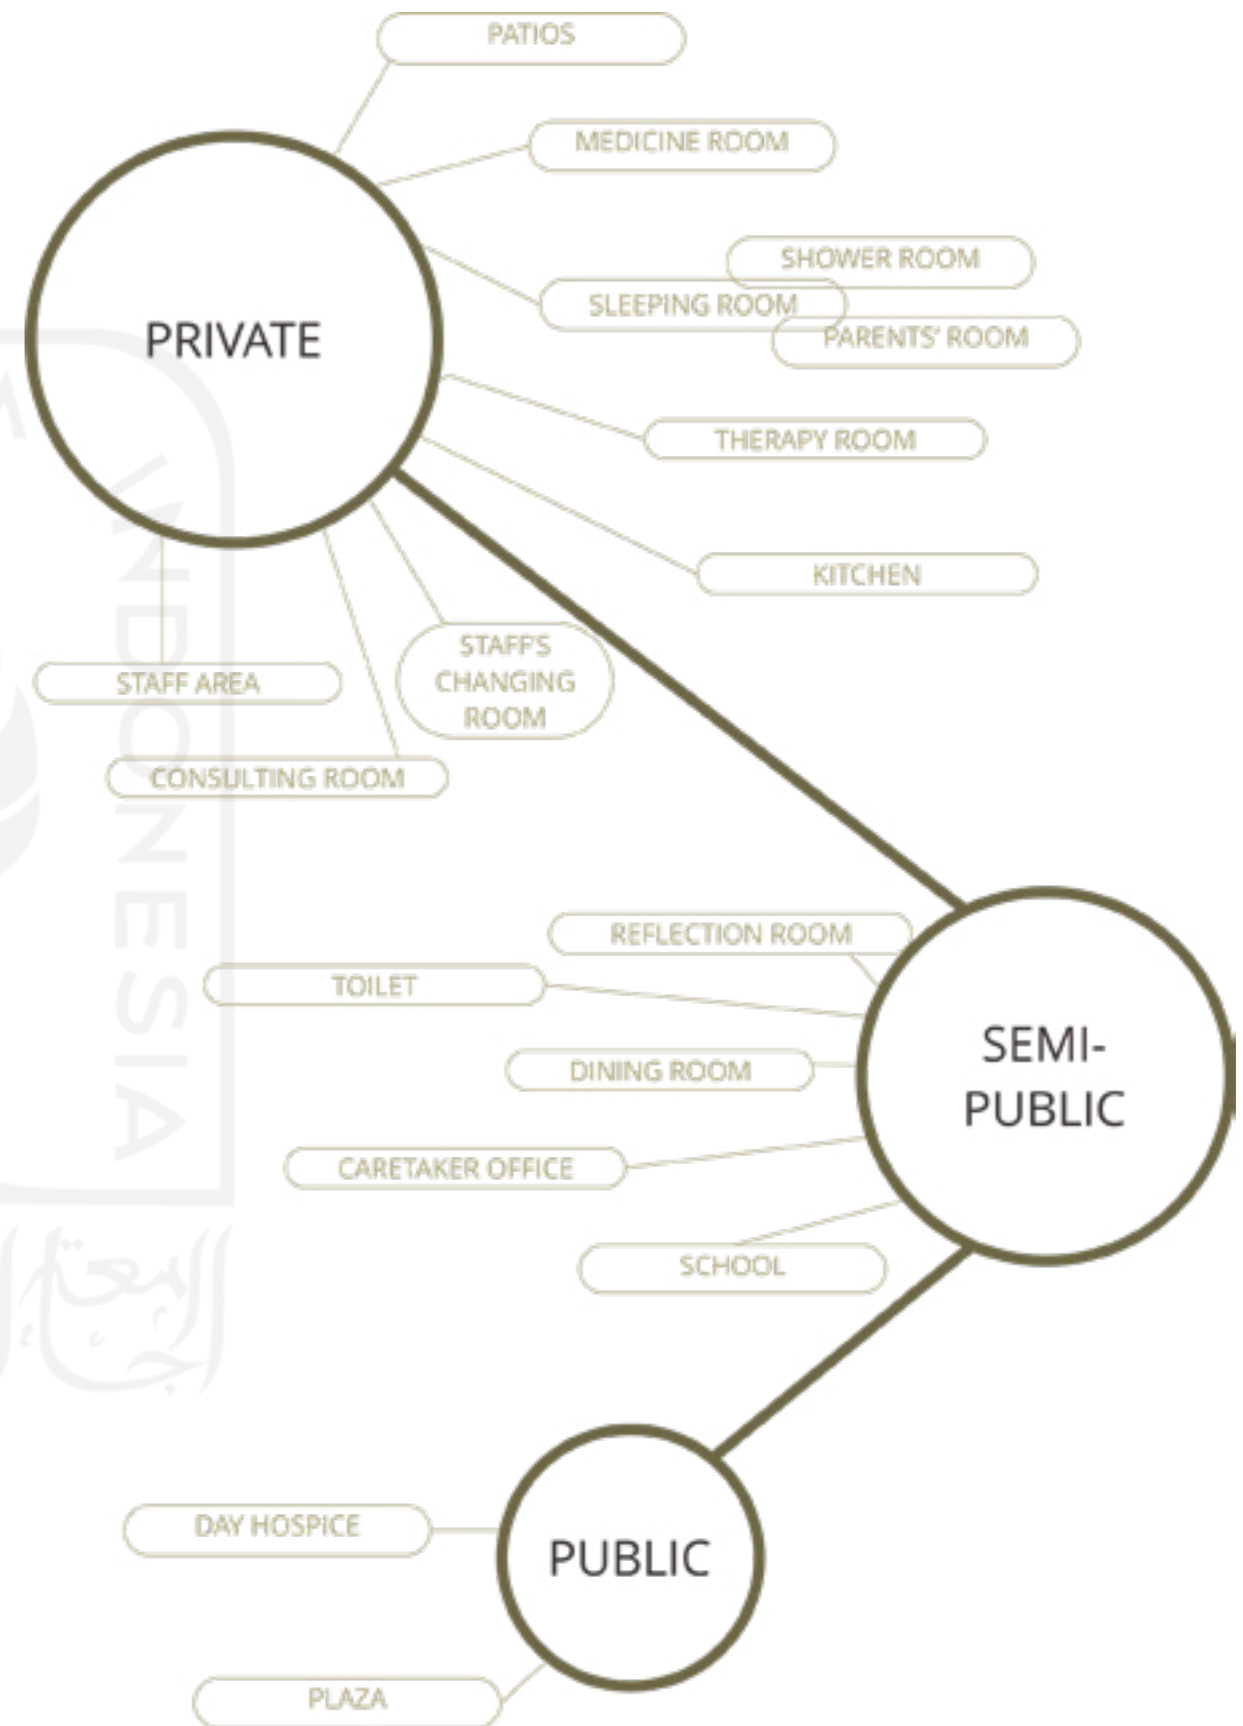 PATIOS
MEDICINE ROOM
SHOWER ROOM
SLEEPING ROOM
PARENTS' ROOM
PRIVATE
THERAPY ROOM
KITCHEN
STAFF'S
CHANGING
ROOM
STAFF AREA
CONSULTING ROOM
INDONESIA
REFLECTION ROOM
TOILET
DINING ROOM
SEMI-
PUBLIC
CARETAKER OFFICE
SCHOOL
DAY HOSPICE
PUBLIC
PLAZA